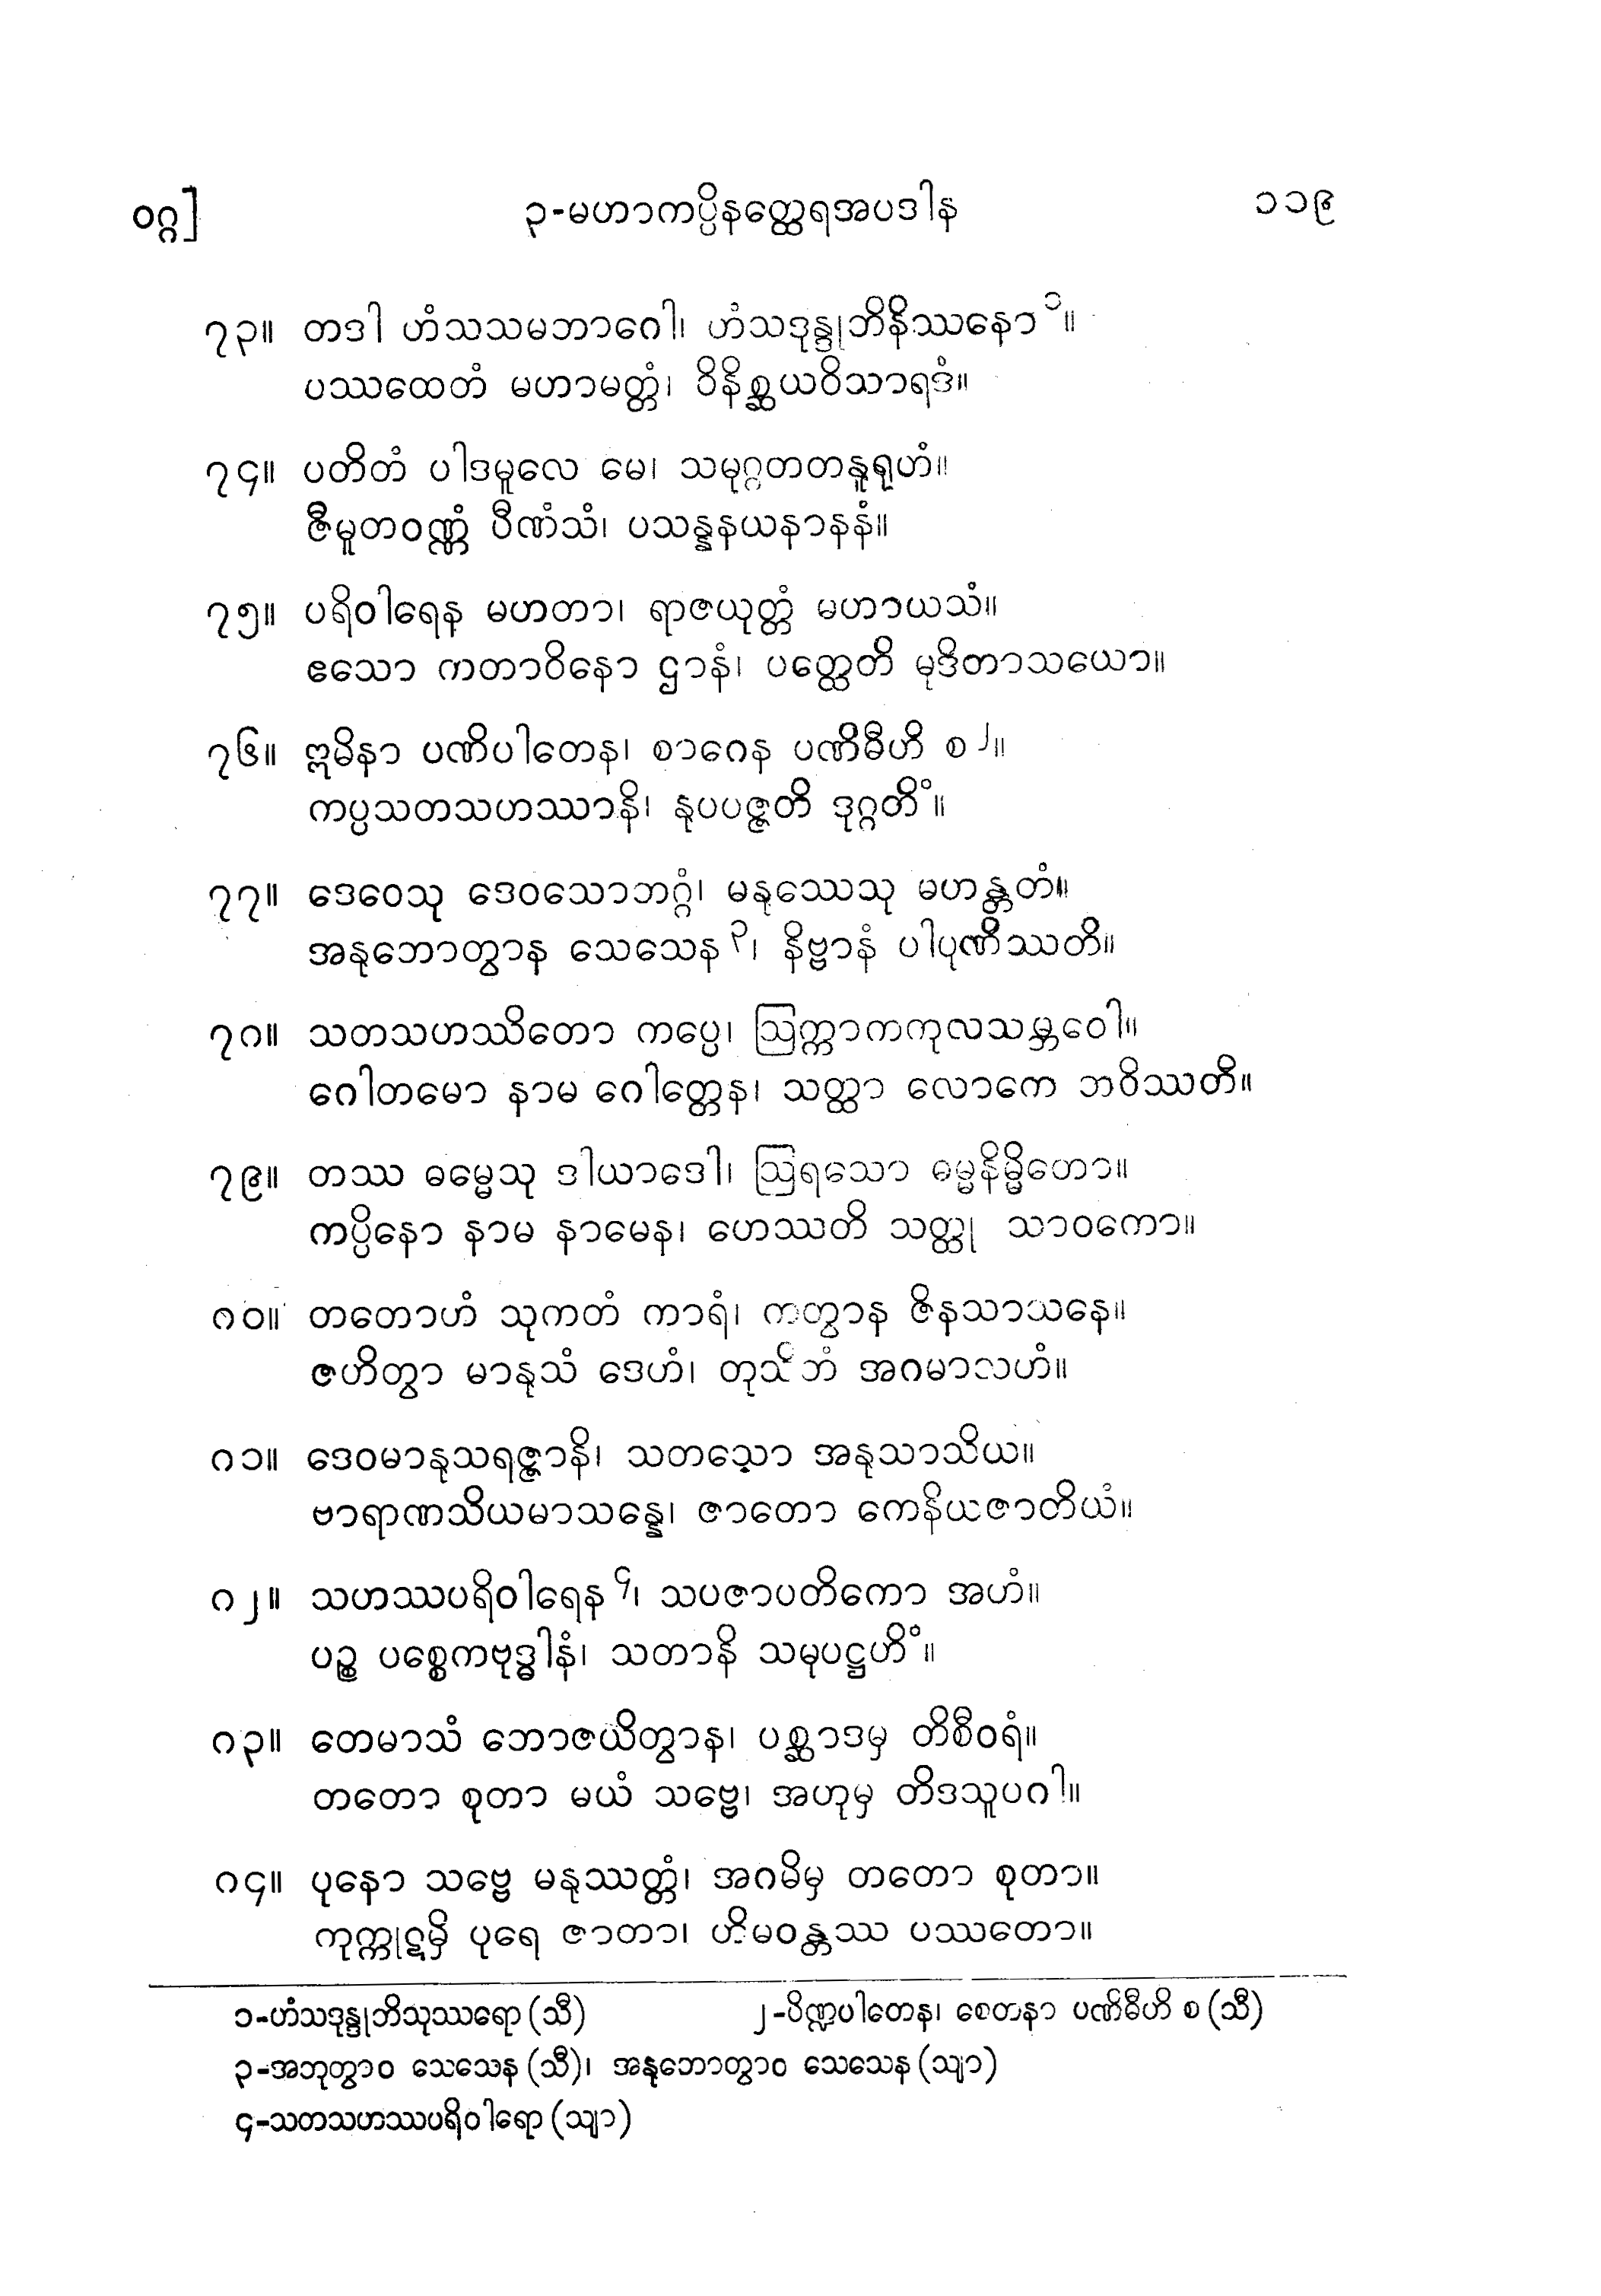 ဝဂ္ဂ]
၃-မဟာကပ္ပိနတ္ထေရအပဒါန
၁၁၉
၇၃။ တဒါ ဟံသသမဘာဂေါ၊ ဟံသဒုန္ဒုဘိနိဿနော ၁။
ပဿထေတံ မဟာမတ္တံ၊ ဝိနိစ္ဆယဝိသာရဒံ။
၇၄။ ပတိတံ ပါဒမူလေ မေ၊ သမုဂ္ဂတတနူရုဟံ။
ဇီမူတဝဏ္ဏံ ပီဏံသံ၊ ပသန္နနယနာနနံ။
၇၅။ ပရိဝါရေန မဟတာ၊ ရာဇယုတ္တံ မဟာယသံ။
ဧသော ကတာဝိနော ဌာနံ၊ ပတ္ထေတိ မုဒိတာသယော။
၇၆။ ဣမိနာ ပဏိပါတေန၊ စာဂေန ပဏိဓီဟိ စ ၂။
ကပ္ပသတသဟဿာနိ၊ နုပပဇ္ဇတိ ဒုဂ္ဂတိံ။
၇၇။ ဒေဝေသု ဒေဝသောဘဂ္ဂံ၊ မနုဿေသု မဟန္တတံ။
အနုဘောတွာန သေသေန ၃၊ နိဗ္ဗာနံ ပါပုဏိဿတိ။
၇၈။ သတသဟဿိတော ကပ္ပေ၊ ဩက္ကာကကုလသမ္ဘဝေါ။
ဂေါတမော နာမ ဂေါတ္တေန၊ သတ္ထာ လောကေ ဘဝိဿတိ။
၇၉။ တဿ ဓမ္မေသု ဒါယာဒေါ၊ ဩရသော ဓမ္မနိမ္မိတော။
ကပ္ပိနော နာမ နာမေန၊ ဟေဿတိ သတ္ထု သာဝကော။
၈၀။ တတောဟံ သုကတံ ကာရံ၊ ကတွာန ဇိနသာသနေ။
ဇဟိတွာ မာနုသံ ဒေဟံ၊ တုသိတံ အဂမာသဟံ။
၈၁။ ဒေဝမာနုသရဇ္ဇာနိ၊ သတသော အနုသာသိယ။
ဗာရာဏသိယမာသန္နေ၊ ဇာတော ကေနိယဇာတိယံ။
၈၂။ သဟဿပရိဝါရေန ၄၊ သပဇာပတိကော အဟံ။
ပဉ္စ ပစ္စေကဗုဒ္ဓါနံ၊ သတာနိ သမုပဋ္ဌဟိံ။
၈၃။ တေမာသံ ဘောဇယိတွာန၊ ပစ္ဆာဒမှ တိစီဝရံ။
တတော စုတာ မယံ သဗ္ဗေ၊ အဟုမှ တိဒသူပဂါ။
၈၄။ ပုနော သဗ္ဗေ မနုဿတ္တံ၊ အဂမိမှ တတော စုတာ။
ကုက္ကုဋမှိ ပုရေ ဇာတာ၊ ဟိမဝန္တဿ ပဿတော။
၁-ဟံသဒုန္ဒုဘိသုဿရော (သီ)
၂-ပိဏ္ဍပါတေန၊ စေတနာ ပဏိဓီဟိ စ (သီ)
၃-အဘုတွာဝ သေသေန (သီ)၊ အနုဘောတွာဝ သေသေန (သျာ)
၄-သတသဟဿပရိဝါရော (သျာ)